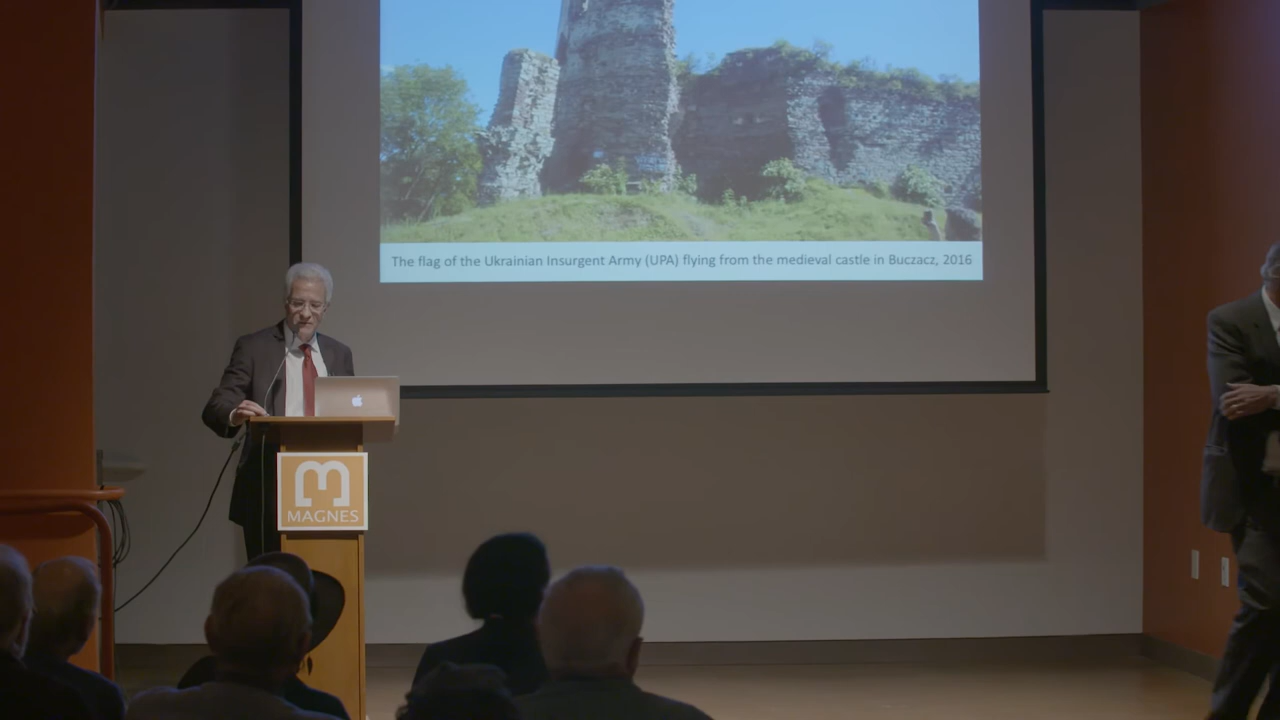 The flag of the Ukrainian Insurgent Army (UPA) flying from the medieval castle in Buczacz, 2016
MAGNES